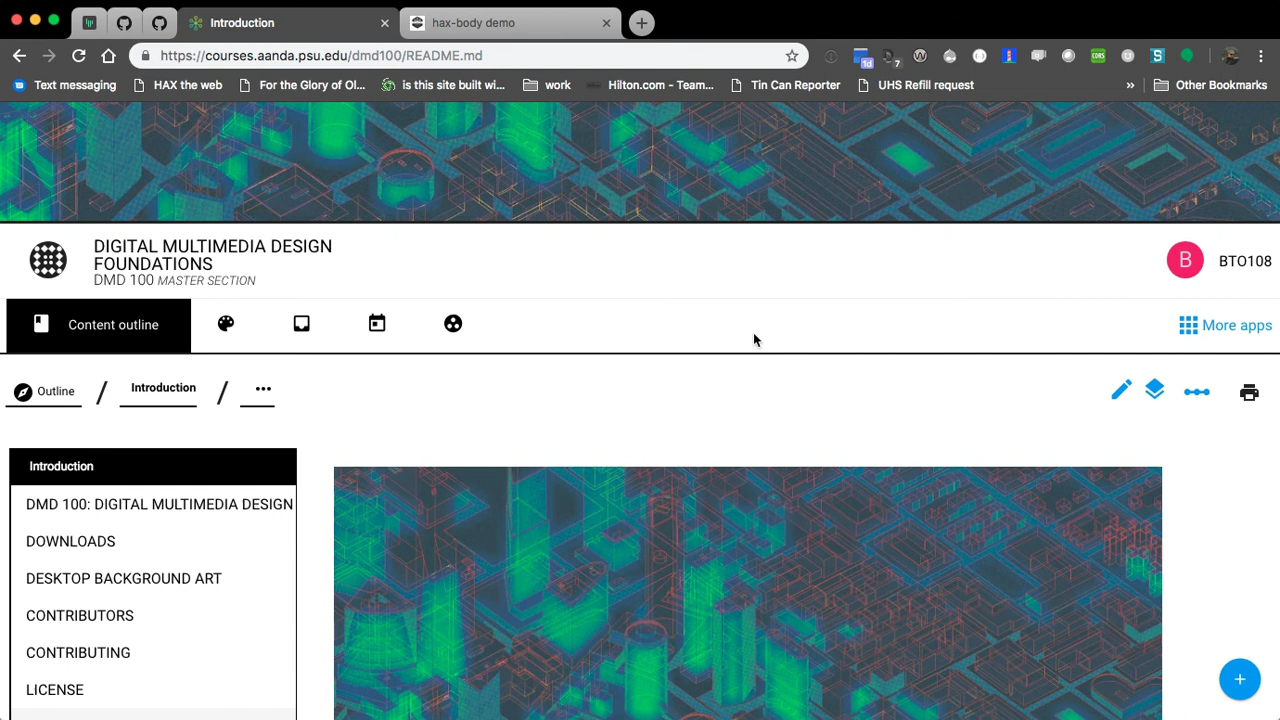 Introduction
hax-body demo
https://courses.aanda.psu.edu/dmd100/README.md
1d
7
W
CORS
S
Text messaging
HAX the web
For the Glory of Ol...
is this site built wi...
work
Hilton.com - Team...
Tin Can Reporter
UHS Refill request
»
Other Bookmarks
DIGITAL MULTIMEDIA DESIGN
FOUNDATIONS
DMD 100 MASTER SECTION
B
BTO108
Content outline
More apps
Outline
/
Introduction
/
...
Introduction
DMD 100: DIGITAL MULTIMEDIA DESIGN
DOWNLOADS
DESKTOP BACKGROUND ART
CONTRIBUTORS
CONTRIBUTING
LICENSE